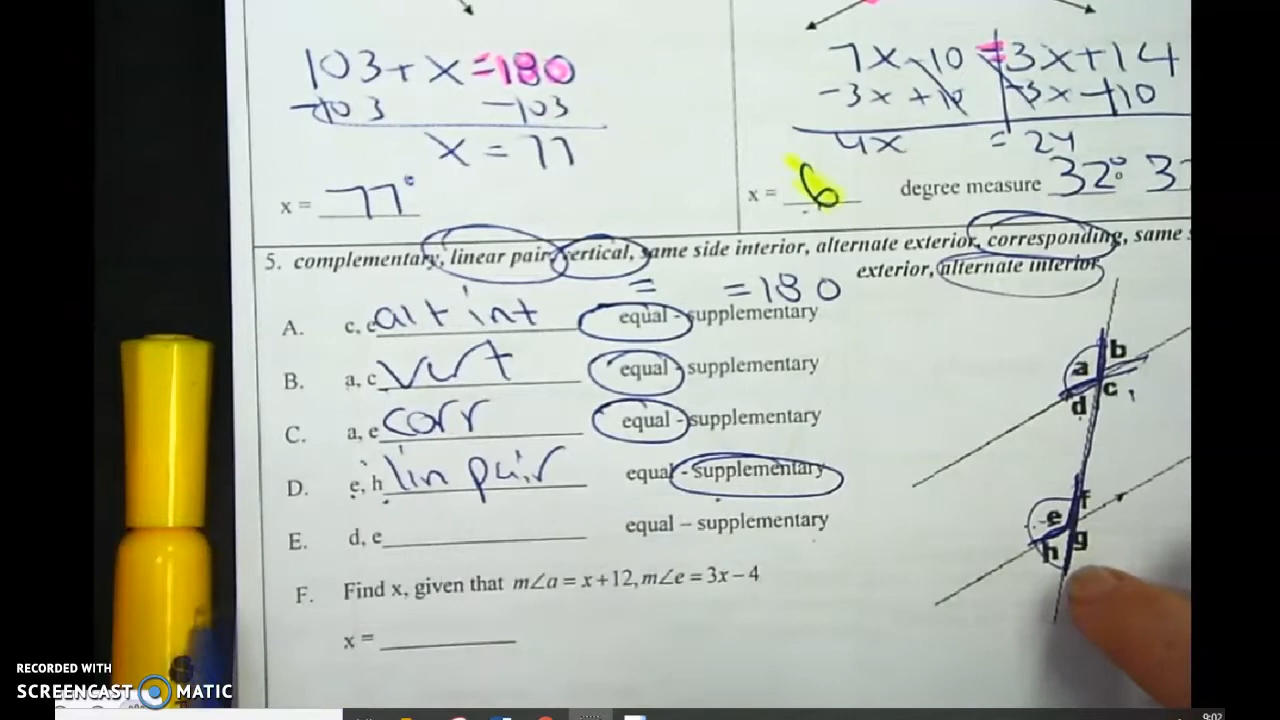 103 + x = 180
-103 -103
x = 77
x = 77°
7x - 10 = 3x + 14
-3x + 10 -3x + 10
4x = 24
x = 6 degree measure 32°
5. complementary, linear pair, vertical, same side interior, alternate exterior, corresponding, same
exterior, alternate interior
= =180
A. c, e alt int equal - supplementary
B. a, c vert equal - supplementary
C. a, e corr equal - supplementary
D. e, h lin pair equal - supplementary
E. d, e equal – supplementary
F. Find x, given that m∠a = x + 12, m∠e = 3x – 4
x =
b
a
c
d
f
e
g
h
RECORDED WITH
SCREENCAST MATIC
9:02